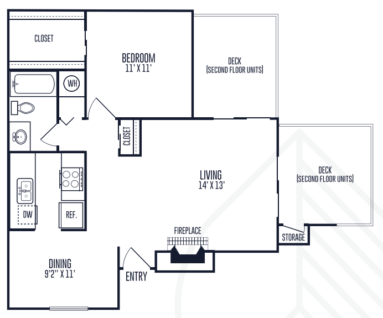 CLOSET
BEDROOM
11' X 11'
DECK
(SECOND FLOOR UNITS)
WH
CLOSET
LIVING
14' X 13'
DECK
(SECOND FLOOR UNITS)
DW
REF.
FIREPLACE
STORAGE
DINING
9'2" X 11'
ENTRY